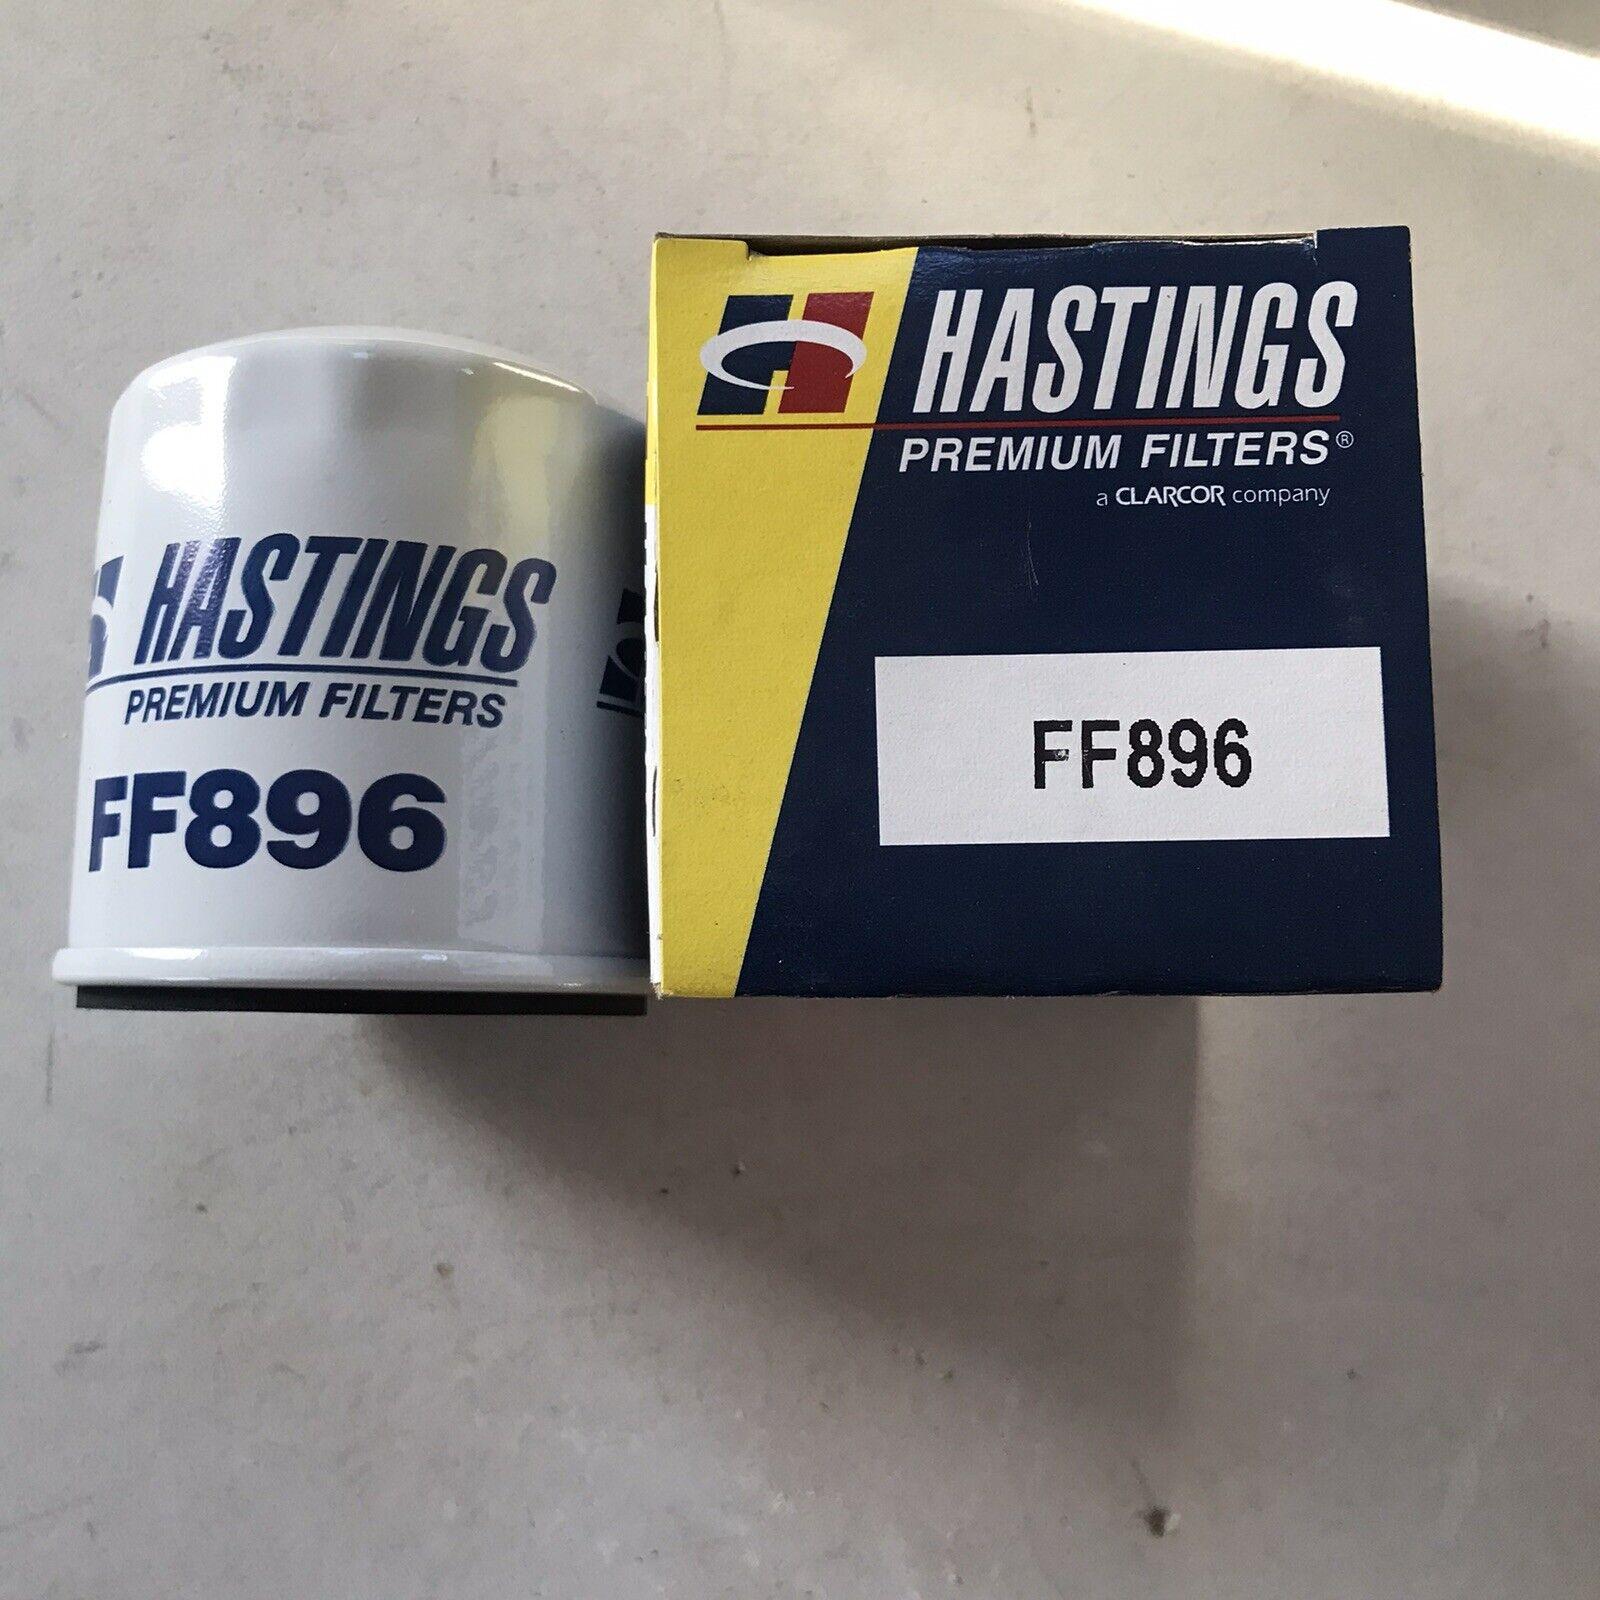 HASTINGS
PREMIUM FILTERS
FF896
HASTINGS
PREMIUM FILTERS®
a CLARCOR company
FF896